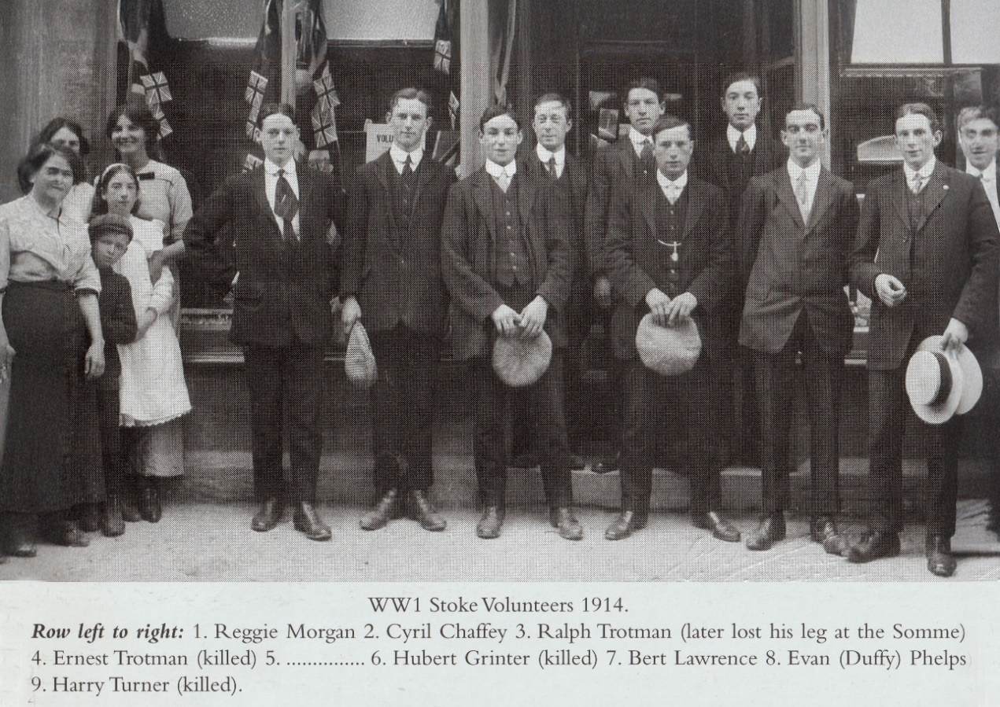 VOLU
WW1 Stoke Volunteers 1914.
Row left to right: 1. Reggie Morgan 2. Cyril Chaffey 3. Ralph Trotman (later lost his leg at the Somme)
4. Ernest Trotman (killed) 5. ............... 6. Hubert Grinter (killed) 7. Bert Lawrence 8. Evan (Duffy) Phelps
9. Harry Turner (killed).